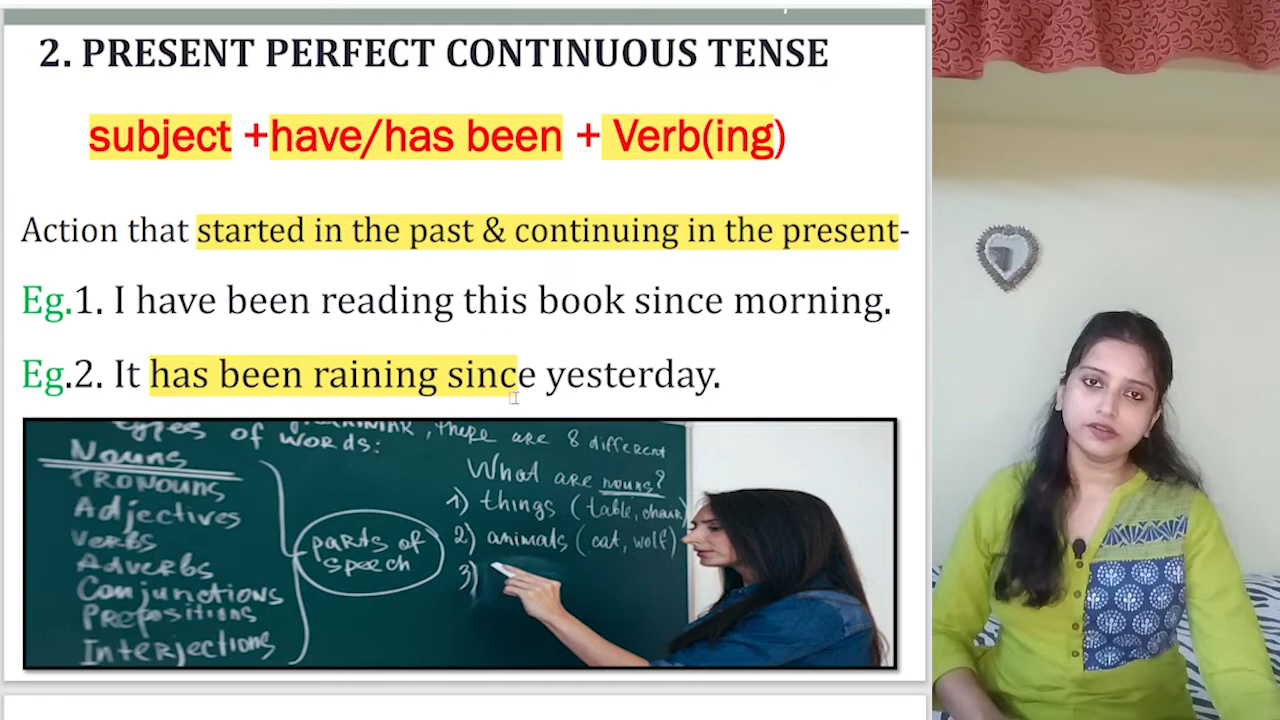 2. PRESENT PERFECT CONTINUOUS TENSE
subject +have/has been + Verb(ing)
Action that started in the past & continuing in the present-
Eg.1. I have been reading this book since morning.
Eg.2. It has been raining since yesterday.
Types of words:
Nouns
PRONOUNS
Adjectives
Verbs
Adverbs
Conjunctions
Prepositions
Interjections
parts of
speech
, there are 8 different
What are nouns?
1) things (table, chair)
2) animals (cat, wolf)
3)